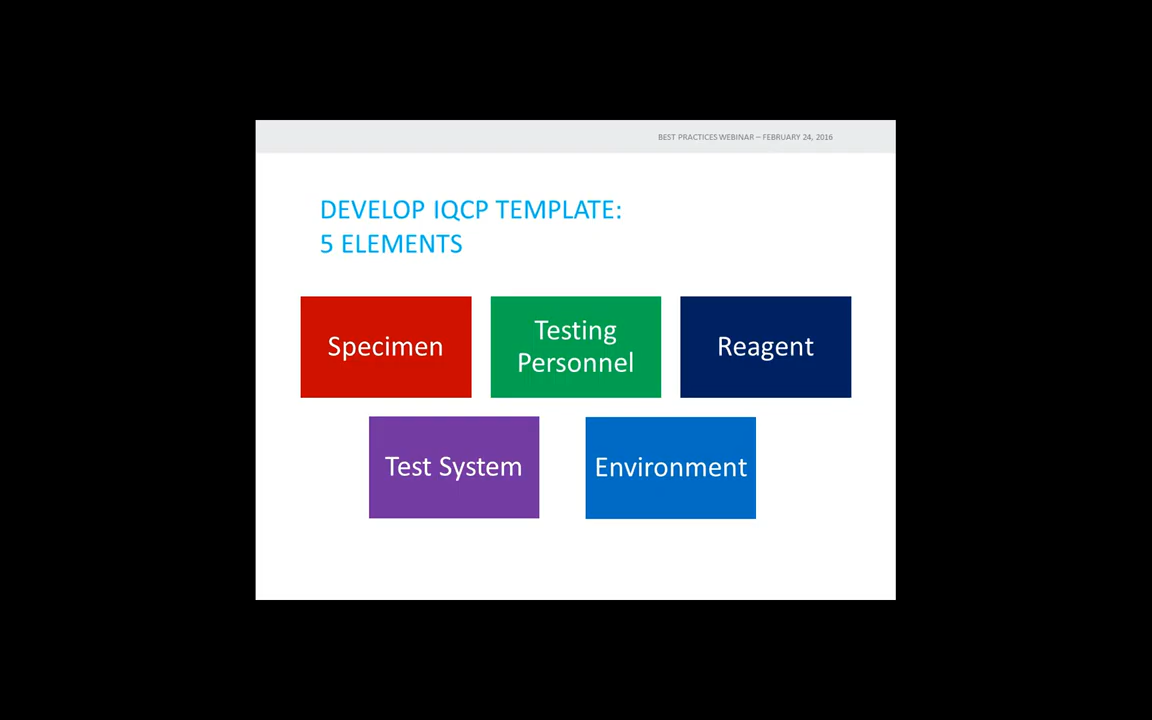 BEST PRACTICES WEBINAR – FEBRUARY 24, 2016
DEVELOP IQCP TEMPLATE:
5 ELEMENTS
Specimen
Testing
Personnel
Reagent
Test System
Environment